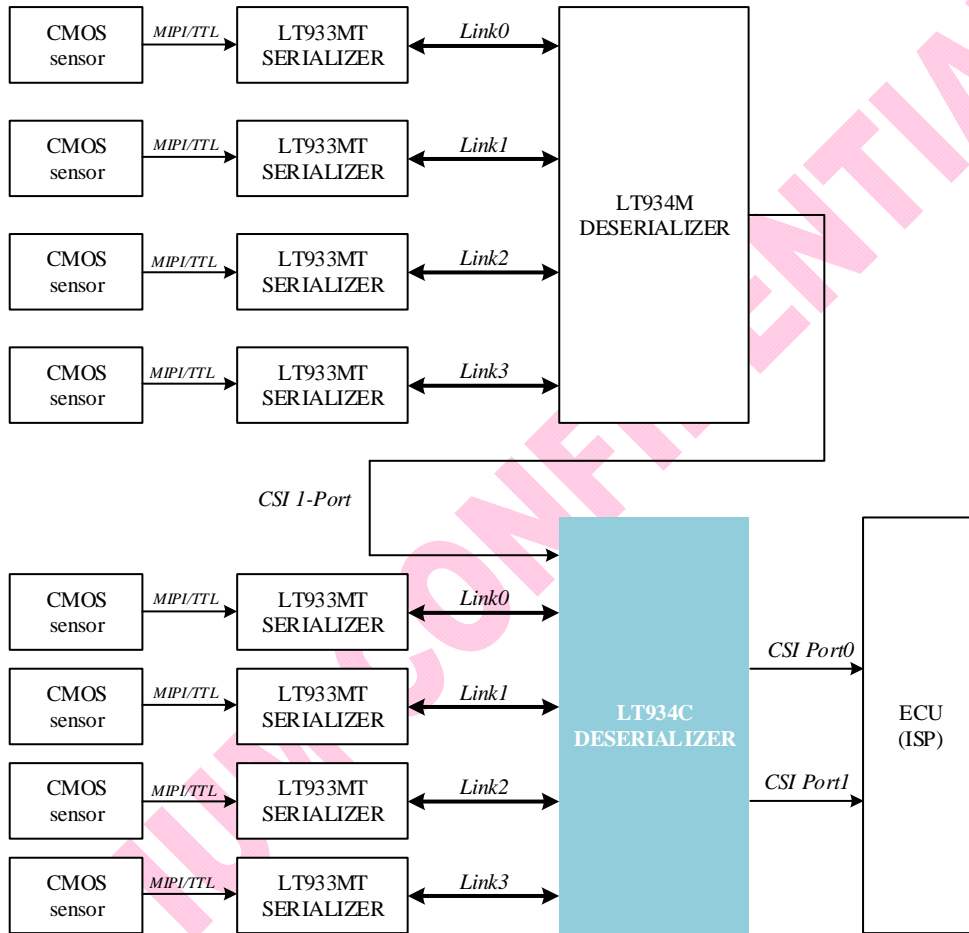 CMOS
sensor
MIPI/TTL
LT933MT
SERIALIZER
Link0
CMOS
sensor
MIPI/TTL
LT933MT
SERIALIZER
Link1
LT934M
DESERIALIZER
CMOS
sensor
MIPI/TTL
LT933MT
SERIALIZER
Link2
CMOS
sensor
MIPI/TTL
LT933MT
SERIALIZER
Link3
CSI 1-Port
CMOS
sensor
MIPI/TTL
LT933MT
SERIALIZER
Link0
CSI Port0
CMOS
sensor
MIPI/TTL
LT933MT
SERIALIZER
Link1
LT934C
DESERIALIZER
ECU
(ISP)
CMOS
sensor
MIPI/TTL
LT933MT
SERIALIZER
Link2
CSI Port1
CMOS
sensor
MIPI/TTL
LT933MT
SERIALIZER
Link3